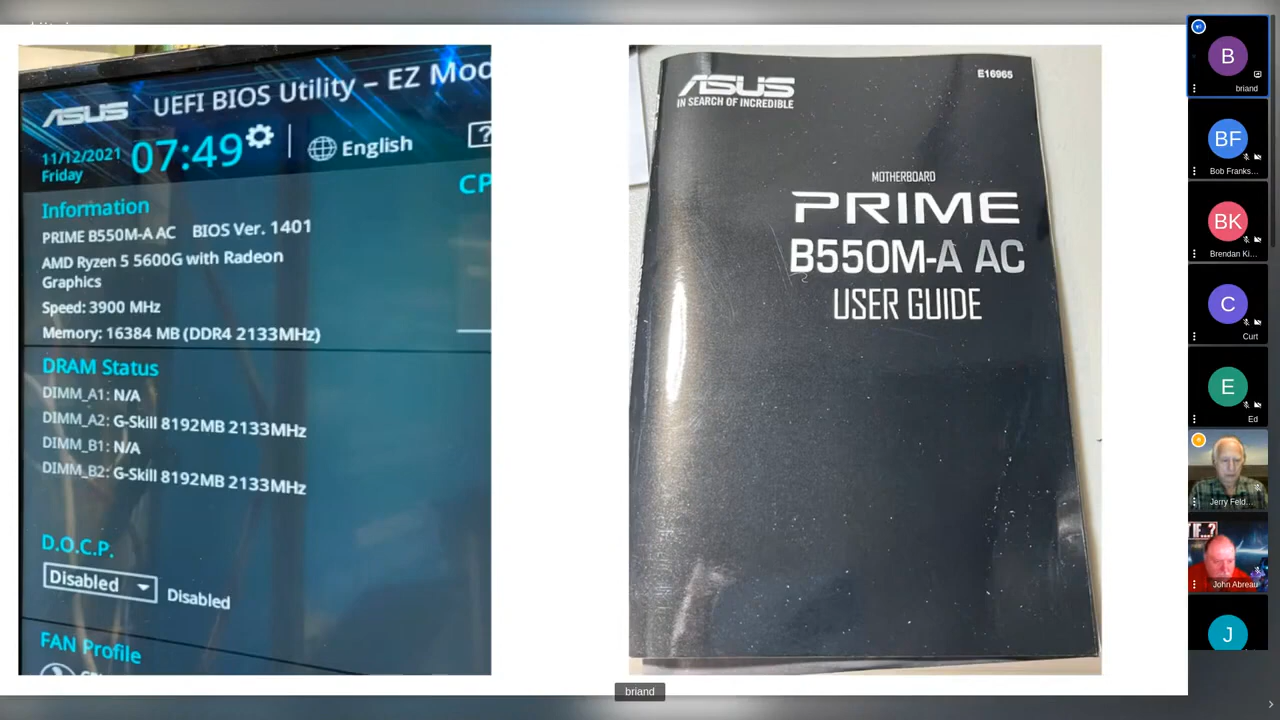 ASUS UEFI BIOS Utility – EZ Mod
11/12/2021
Friday
07:49
English
?
CP
Information
PRIME B550M-A AC BIOS Ver. 1401
AMD Ryzen 5 5600G with Radeon
Graphics
Speed: 3900 MHz
Memory: 16384 MB (DDR4 2133MHz)
DRAM Status
DIMM_A1: N/A
DIMM_A2: G-Skill 8192MB 2133MHz
DIMM_B1: N/A
DIMM_B2: G-Skill 8192MB 2133MHz
D.O.C.P.
Disabled Disabled
FAN Profile
ASUS
IN SEARCH OF INCREDIBLE
E16965
MOTHERBOARD
PRIME
B550M-A AC
USER GUIDE
briand
B
briand
BF
Bob Franks...
BK
Brendan Ki...
C
Curt
E
Ed
Jerry Feld...
John Abreau
J